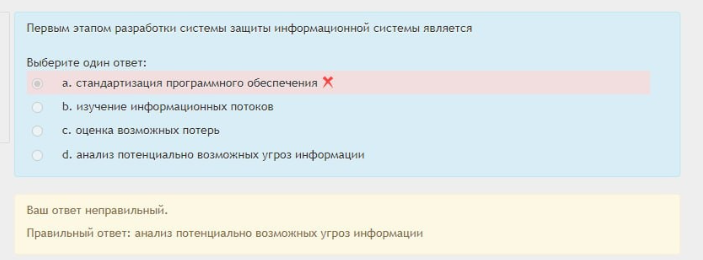 Первым этапом разработки системы защиты информационной системы является
Выберите один ответ:
a. стандартизация программного обеспечения
b. изучение информационных потоков
c. оценка возможных потерь
d. анализ потенциально возможных угроз информации
Ваш ответ неправильный.
Правильный ответ: анализ потенциально возможных угроз информации